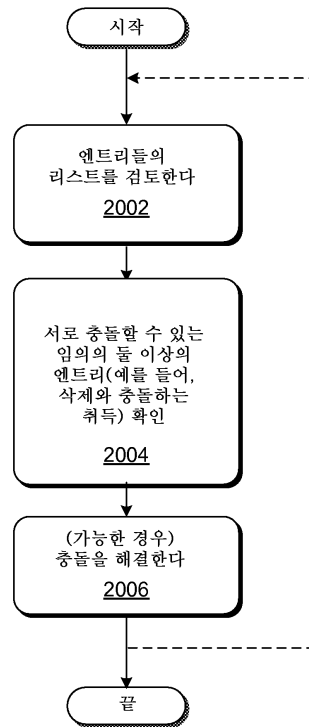 시작
엔트리들의
리스트를 검토한다
2002
서로 충돌할 수 있는
임의의 둘 이상의
엔트리(예를 들어,
삭제와 충돌하는
취득) 확인
2004
(가능한 경우)
충돌을 해결한다
2006
끝